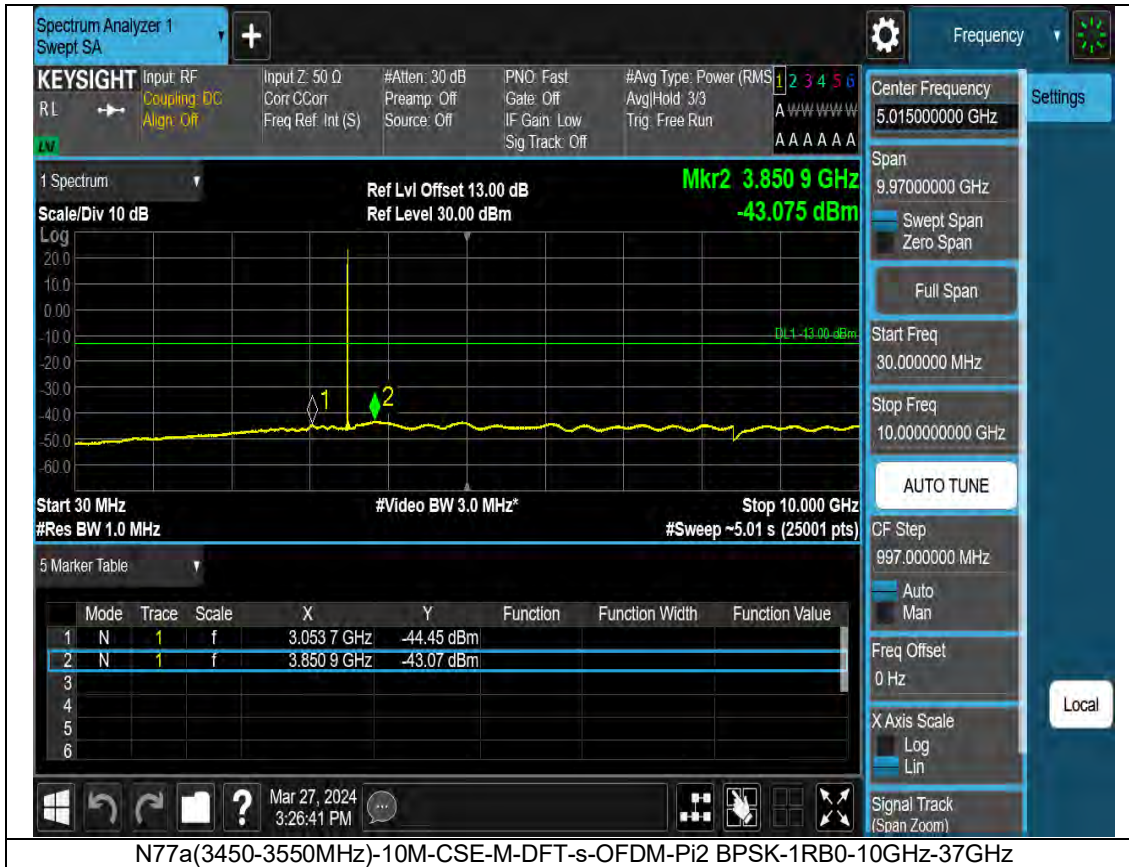 Spectrum Analyzer 1
Swept SA
Frequency
KEYSIGHT
RL
Input: RF
Coupling: DC
Align: Off
Input Z: 50 Ω
Corr CCorr
Freq Ref: Int (S)
#Atten: 30 dB
Preamp: Off
Source: Off
PNO: Fast
Gate: Off
IF Gain: Low
Sig Track: Off
#Avg Type: Power (RMS
Avg|Hold: 3/3
Trig: Free Run
1 2 3 4 5 6
A W W W W W
A A A A A A
1 Spectrum
Scale/Div 10 dB
Ref Lvl Offset 13.00 dB
Ref Level 30.00 dBm
Mkr2 3.850 9 GHz
-43.075 dBm
Log
20.0
10.0
0.00
-10.0
-20.0
-30.0
-40.0
-50.0
-60.0
DL1 -13.00 dBm
1
2
Start 30 MHz
#Video BW 3.0 MHz*
Stop 10.000 GHz
#Res BW 1.0 MHz
#Sweep ~5.01 s (25001 pts)
5 Marker Table
Mode Trace Scale X Y Function Function Width Function Value
1 N 1 f 3.053 7 GHz -44.45 dBm
2 N 1 f 3.850 9 GHz -43.07 dBm
3
4
5
6
Mar 27, 2024
3:26:41 PM
Center Frequency
5.015000000 GHz
Span
9.97000000 GHz
Swept Span
Zero Span
Full Span
Start Freq
30.000000 MHz
Stop Freq
10.000000000 GHz
AUTO TUNE
CF Step
997.000000 MHz
Auto
Man
Freq Offset
0 Hz
X Axis Scale
Log
Lin
Signal Track
(Span Zoom)
Settings
Local
N77a(3450-3550MHz)-10M-CSE-M-DFT-s-OFDM-Pi2 BPSK-1RB0-10GHz-37GHz